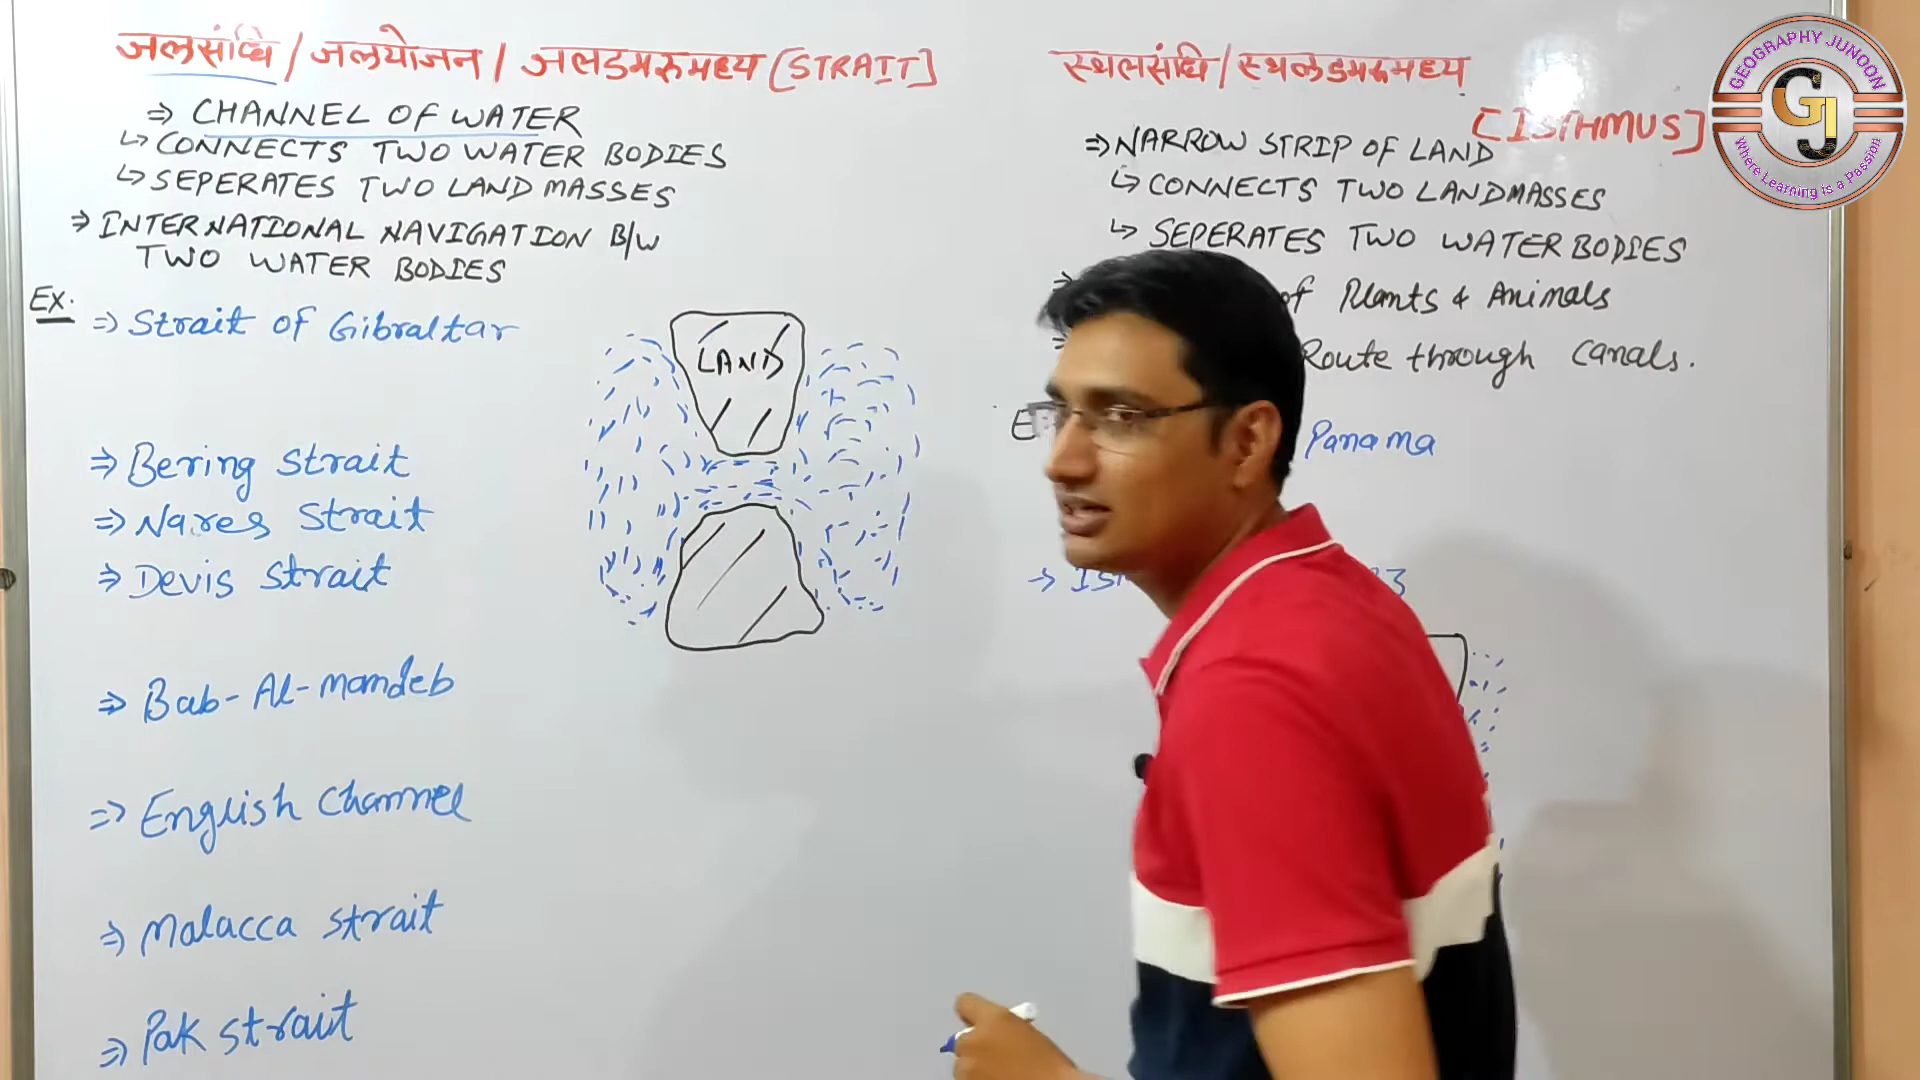 जलसंधि / जलयोजन / जलडमरुमध्य [STRAIT]
⇒ CHANNEL OF WATER
↳ CONNECTS TWO WATER BODIES
↳ SEPERATES TWO LAND MASSES
⇒ INTERNATIONAL NAVIGATION B/W
TWO WATER BODIES
Ex.
⇒ Strait of Gibraltar
⇒ Bering Strait
⇒ Nares Strait
⇒ Devis Strait
⇒ Bab-Al-mandeb
⇒ English Channel
⇒ Malacca Strait
⇒ Pak Strait
LAND
स्थलसंधि / स्थलडमरुमध्य
[ISTHMUS]
⇒ NARROW STRIP OF LAND
↳ CONNECTS TWO LANDMASSES
↳ SEPERATES TWO WATER BODIES
of Plants & Animals
Route through Canals.
Panama
GEOGRAPHY JUNOON
GJ
Where Learning is a Passion